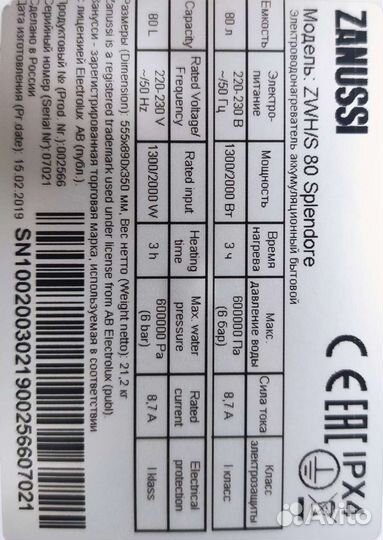 ZANUSSI
Модель: ZWH/S 80 Splendore
Электроводонагреватель аккумуляционный бытовой
Емкость Электро-питание Мощность Время нагрева Макс давление воды Сила тока Класс электрозащиты
80 л 220-230 В ~/50 Гц 1300/2000 Вт 3 ч 600000 Па (6 бар) 8,7 А I класс
Capacity Rated Voltage/ Frequency Rated input Heating time Max. water pressure Rated current Electrical protection
80 L 220-230 V ~/50 Hz 1300/2000 W 3 h 600000 Pa (6 bar) 8,7 A I klass
Размеры (Dimension): 555x890x350 мм, Вес нетто (Weight netto): 21,2 кг
Zanussi is a registered trademark used under license from AB Electrolux (publ).
Занусси - зарегистрированная торговая марка, используемая в соответствии
с лицензией Electrolux AB (публ.).
Продуктовый № (Prod. Nr.):002566
Серийный номер (Serial Nr):07021
Сделано в России
Дата изготовления (Pr. date): 15.02.2019
SN1002003021900256607021
CE EAC IPX4
Avito